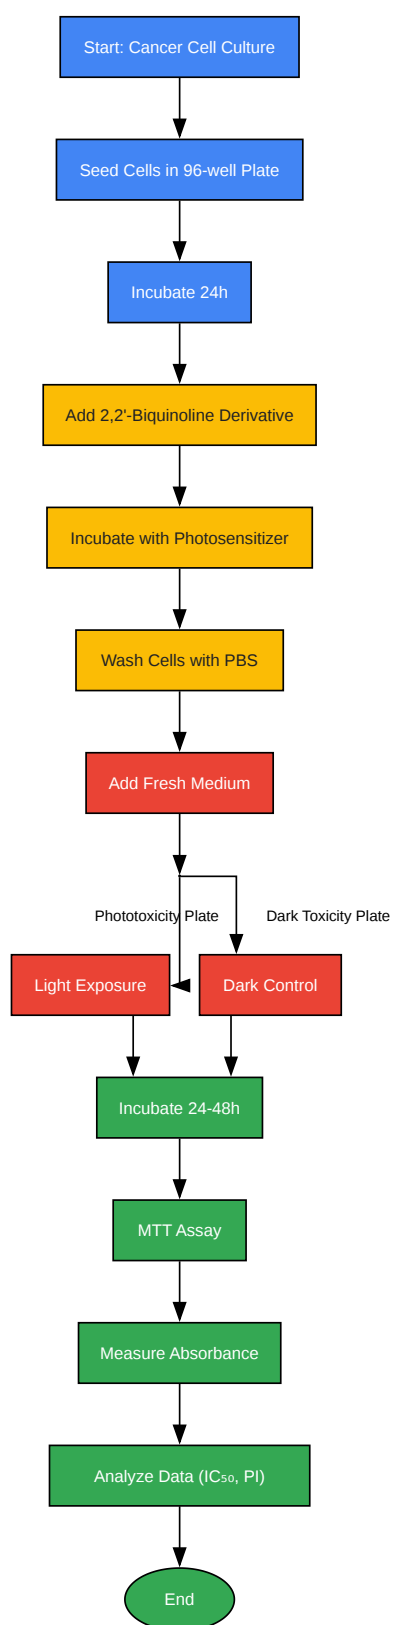 Start: Cancer Cell Culture
Seed Cells in 96-well Plate
Incubate 24h
Add 2,2'-Biquinoline Derivative
Incubate with Photosensitizer
Wash Cells with PBS
Add Fresh Medium
Phototoxicity Plate
Dark Toxicity Plate
Light Exposure
Dark Control
Incubate 24-48h
MTT Assay
Measure Absorbance
Analyze Data (IC₅₀, PI)
End